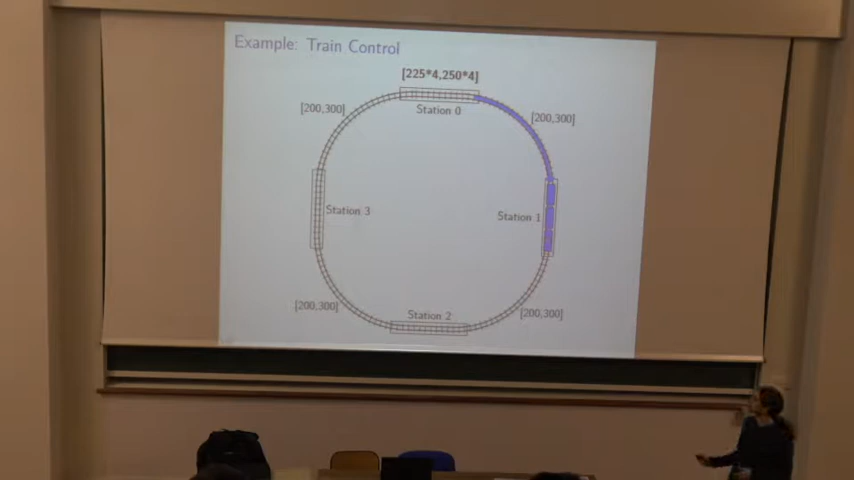 Example: Train Control
[225*4,250*4]
Station 0
[200,300]
[200,300]
Station 3
Station 1
[200,300]
Station 2
[200,300]